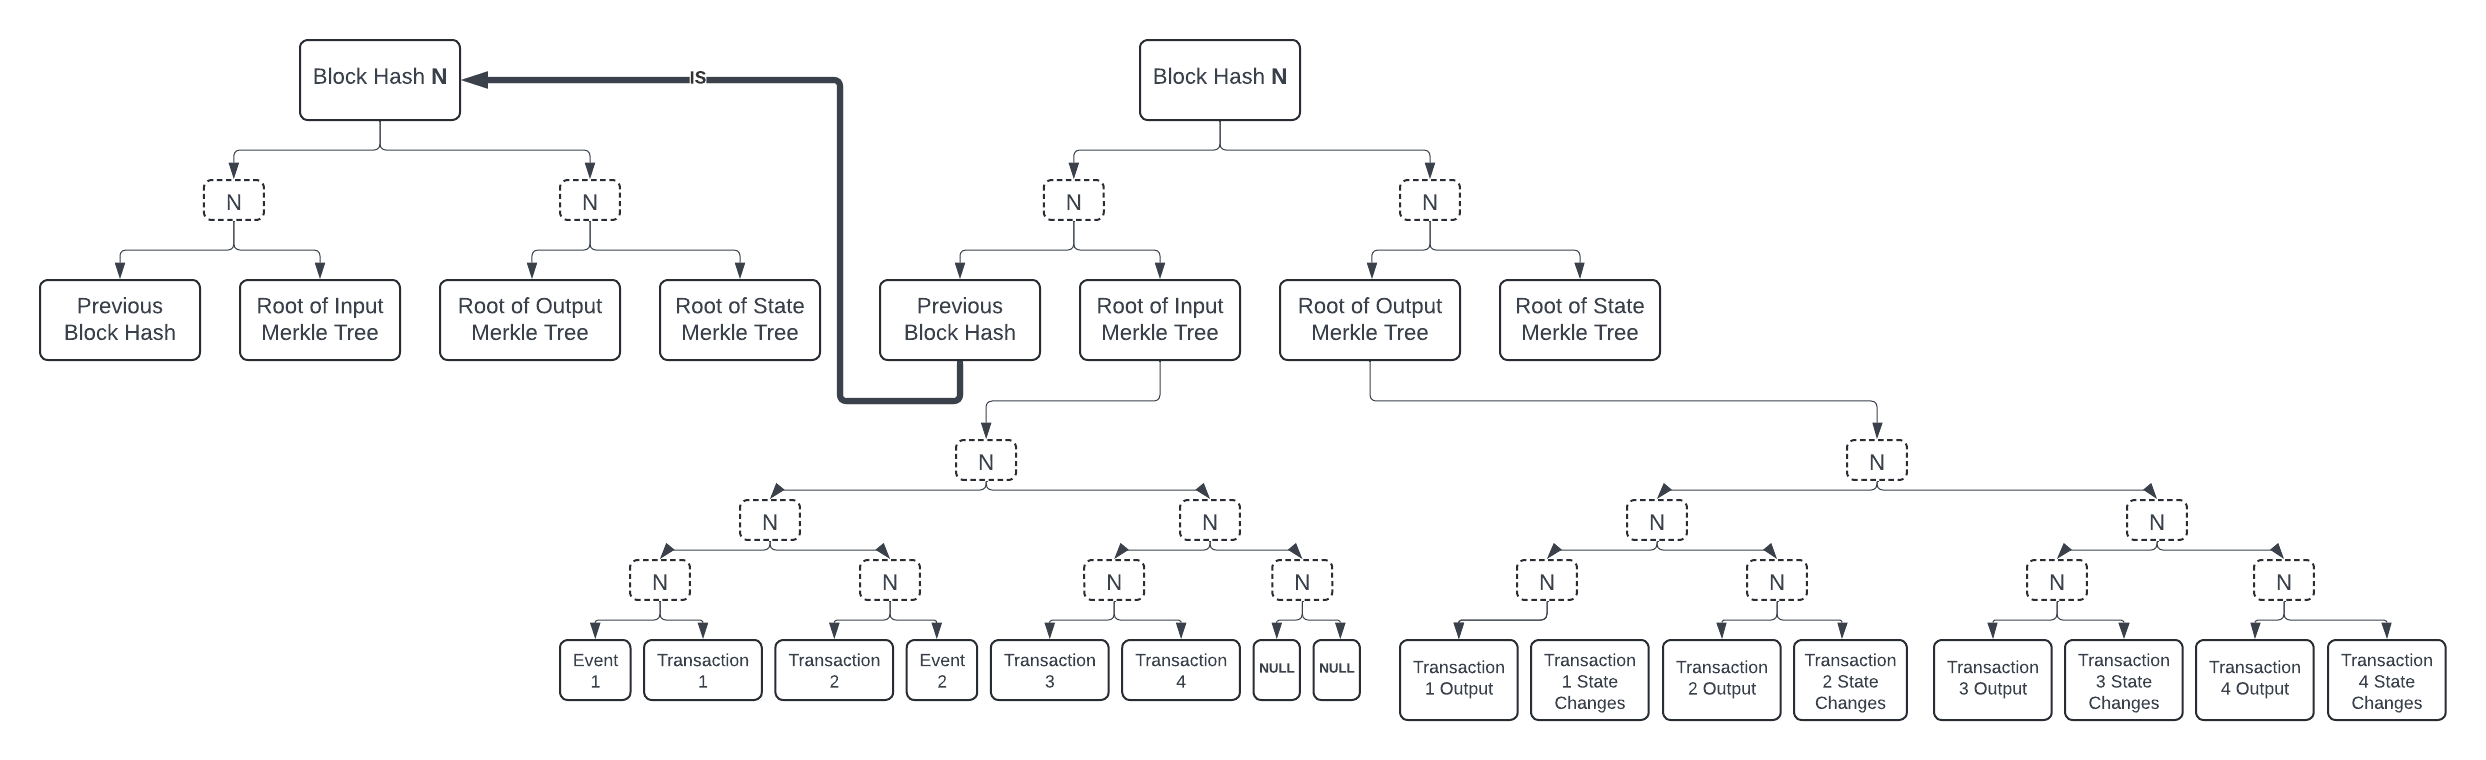 Block Hash N
IS
Block Hash N
N
N
N
N
Previous
Block Hash
Root of Input
Merkle Tree
Root of Output
Merkle Tree
Root of State
Merkle Tree
Previous
Block Hash
Root of Input
Merkle Tree
Root of Output
Merkle Tree
Root of State
Merkle Tree
N
N
N
N
N
N
N
N
N
N
N
N
N
N
Event
1
Transaction
1
Transaction
2
Event
2
Transaction
3
Transaction
4
NULL
NULL
Transaction
1 Output
Transaction
1 State
Changes
Transaction
2 Output
Transaction
2 State
Changes
Transaction
3 Output
Transaction
3 State
Changes
Transaction
4 Output
Transaction
4 State
Changes